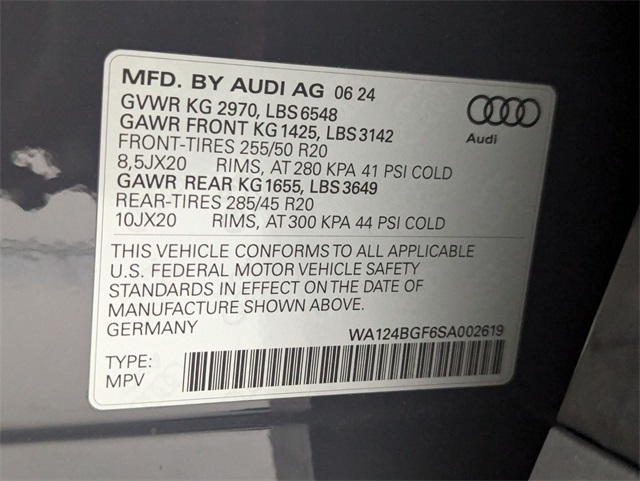 MFD. BY AUDI AG 06 24
GVWR KG 2970, LBS 6548
GAWR FRONT KG 1425, LBS 3142
FRONT-TIRES 255/50 R20
8,5JX20 RIMS, AT 280 KPA 41 PSI COLD
GAWR REAR KG 1655, LBS 3649
REAR-TIRES 285/45 R20
10JX20 RIMS, AT 300 KPA 44 PSI COLD
Audi
THIS VEHICLE CONFORMS TO ALL APPLICABLE
U.S. FEDERAL MOTOR VEHICLE SAFETY
STANDARDS IN EFFECT ON THE DATE OF
MANUFACTURE SHOWN ABOVE.
GERMANY
WA124BGF6SA002619
TYPE:
MPV